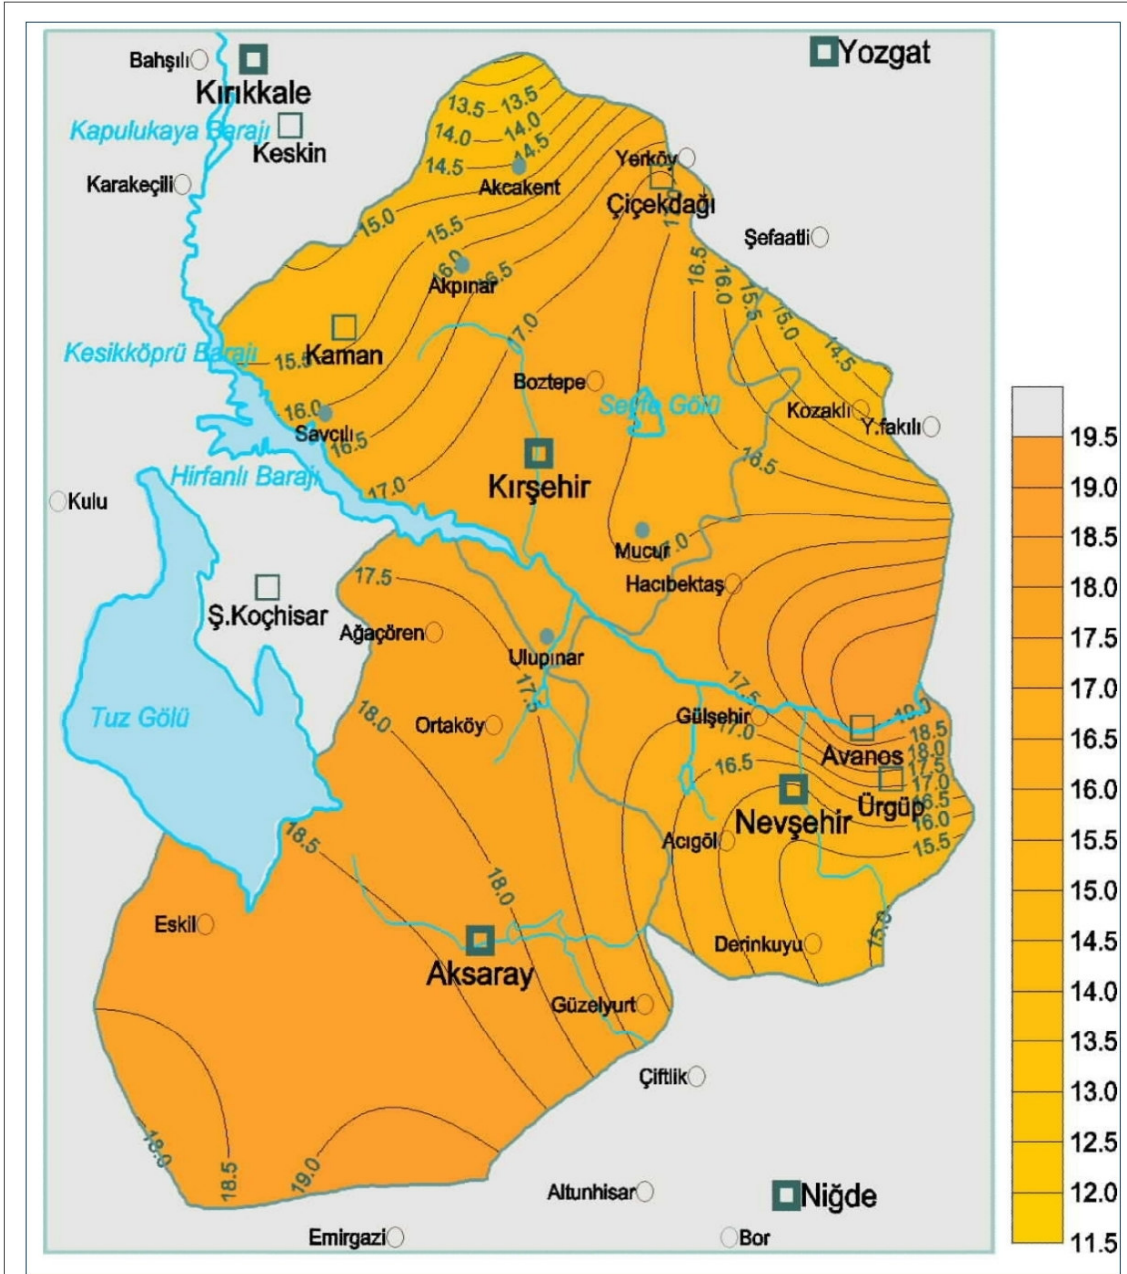 Bahşılı
Kırıkkale
Yozgat
Kapulukaya Barajı
Keskin
Karakeçili
13.5
13.5
14.0
14.0
14.5
14.5
Akcakent
Yerköy
Çiçekdağı
17.0
Şefaatli
15.0
15.5
16.0
16.5
Akpınar
16.5
16.0
15.5
15.0
14.5
17.0
Kesikköprü Barajı
15.5
Kaman
Boztepe
Seyfe Gölü
Kozaklı
Y.fakılı
16.0
Savcılı
16.5
16.5
Hirfanlı Barajı
17.0
Kırşehir
Kulu
Mucur
17.0
Hacıbektaş
17.5
Ş.Koçhisar
Ağaçören
Ulupınar
17.5
17.5
Tuz Gölü
18.0
Ortaköy
Gülşehir
17.0
19.0
18.5
Avanos
18.0
17.5
17.0
16.5
Ürgüp
16.5
16.0
Nevşehir
15.5
18.5
Acıgöl
18.0
Eskil
15.0
Derinkuyu
Aksaray
Güzelyurt
Çiftlik
18.0
18.5
19.0
Altunhisar
Niğde
Emirgazi
Bor
19.5
19.0
18.5
18.0
17.5
17.0
16.5
16.0
15.5
15.0
14.5
14.0
13.5
13.0
12.5
12.0
11.5